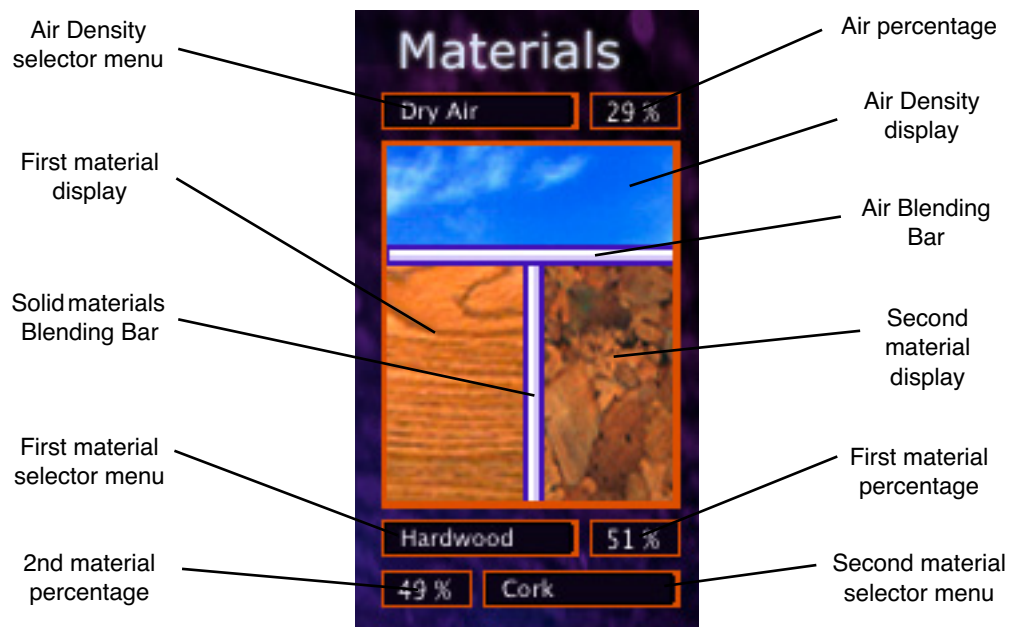 Materials
Air Density
selector menu
Dry Air
29 %
Air percentage
Air Density
display
First material
display
Air Blending
Bar
Solid materials
Blending Bar
Second
material
display
First material
selector menu
Hardwood
51 %
First material
percentage
2nd material
percentage
49 %
Cork
Second material
selector menu